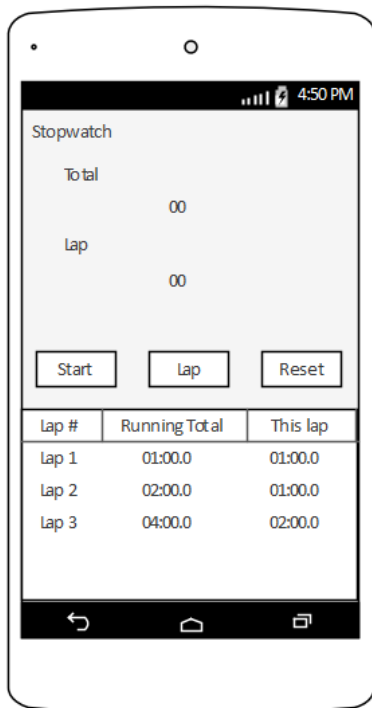 4:50 PM
Stopwatch
Total
00
Lap
00
Start Lap Reset
Lap # Running Total This lap
Lap 1 01:00.0 01:00.0
Lap 2 02:00.0 01:00.0
Lap 3 04:00.0 02:00.0